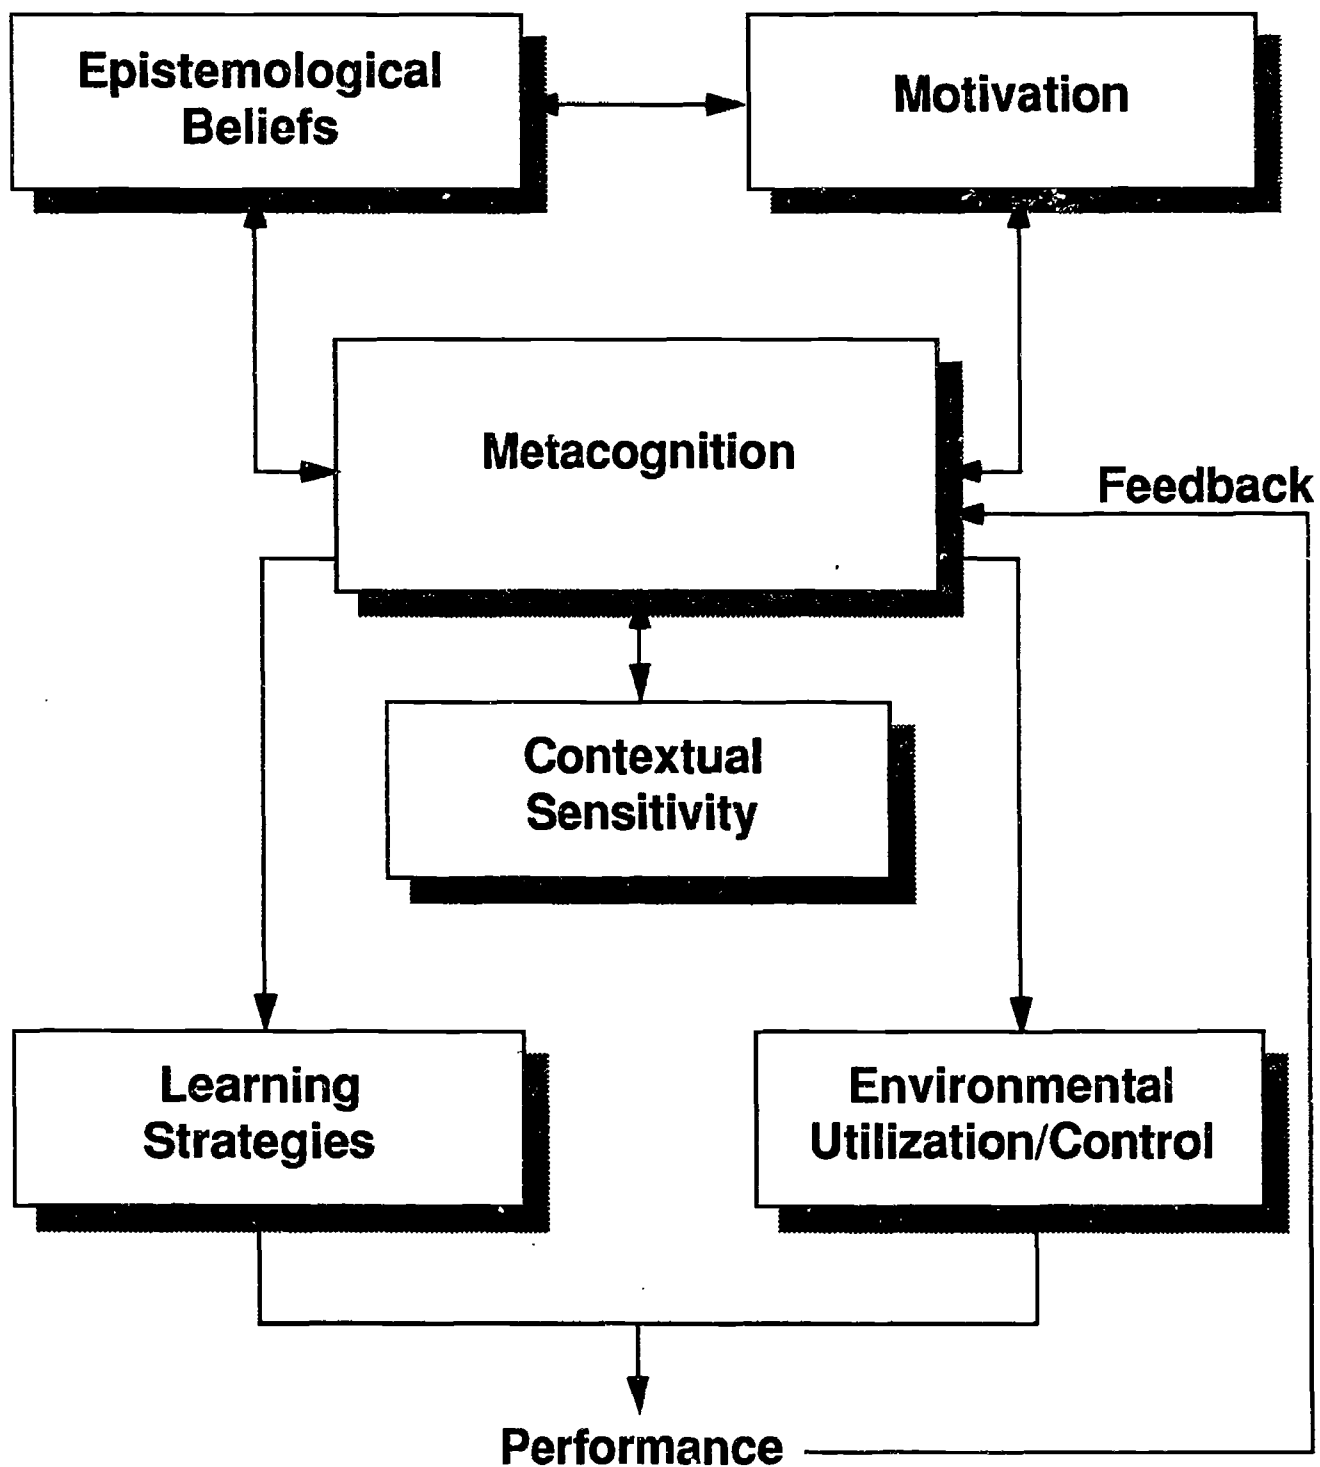 Epistemological
Beliefs
Motivation
Metacognition
Feedback
Contextual
Sensitivity
Learning
Strategies
Environmental
Utilization/Control
Performance